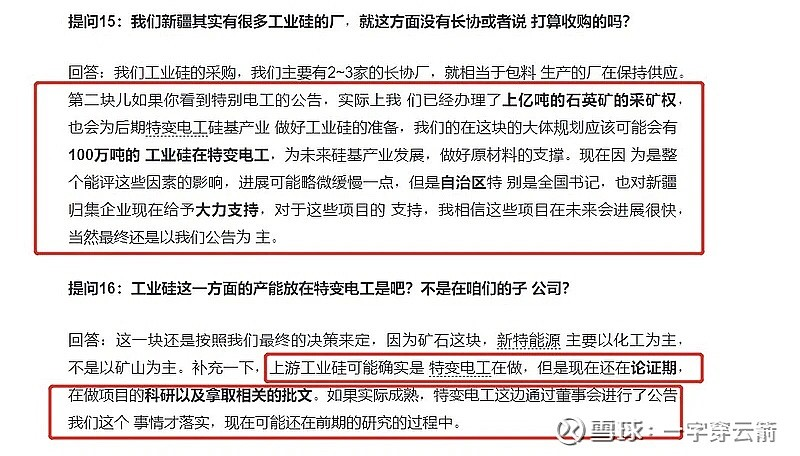 提问15：我们新疆其实有很多工业硅的厂，就这方面没有长协或者说 打算收购的吗？
回答：我们工业硅的采购，我们主要有2~3家的长协厂，就相当于包料 生产的厂在保持供应。
第二块儿如果你看到特别电工的公告，实际上我 们已经办理了上亿吨的石英矿的采矿权，
也会为后期特变电工硅基产业 做好工业硅的准备，我们的在这块的大体规划应该可能会有
100万吨的 工业硅在特变电工，为未来硅基产业发展，做好原材料的支撑。现在因 为是整
个能评这些因素的影响，进展可能略微缓慢一点，但是自治区特 别是全国书记，也对新疆
归集企业现在给予大力支持，对于这些项目的 支持，我相信这些项目在未来会进展很快，
当然最终还是以我们公告为 主。
提问16：工业硅这一方面的产能放在特变电工是吧？不是在咱们的子 公司？
回答：这一块还是按照我们最终的决策来定，因为矿石这块，新特能源 主要以化工为主，
不是以矿山为主。补充一下，上游工业硅可能确实是 特变电工在做，但是现在还在论证期，
在做项目的科研以及拿取相关的批文。如果实际成熟，特变电工这边通过董事会进行了公告
我们这个 事情才落实，现在可能还在前期的研究的过程中。
雪球：一字穿云箭